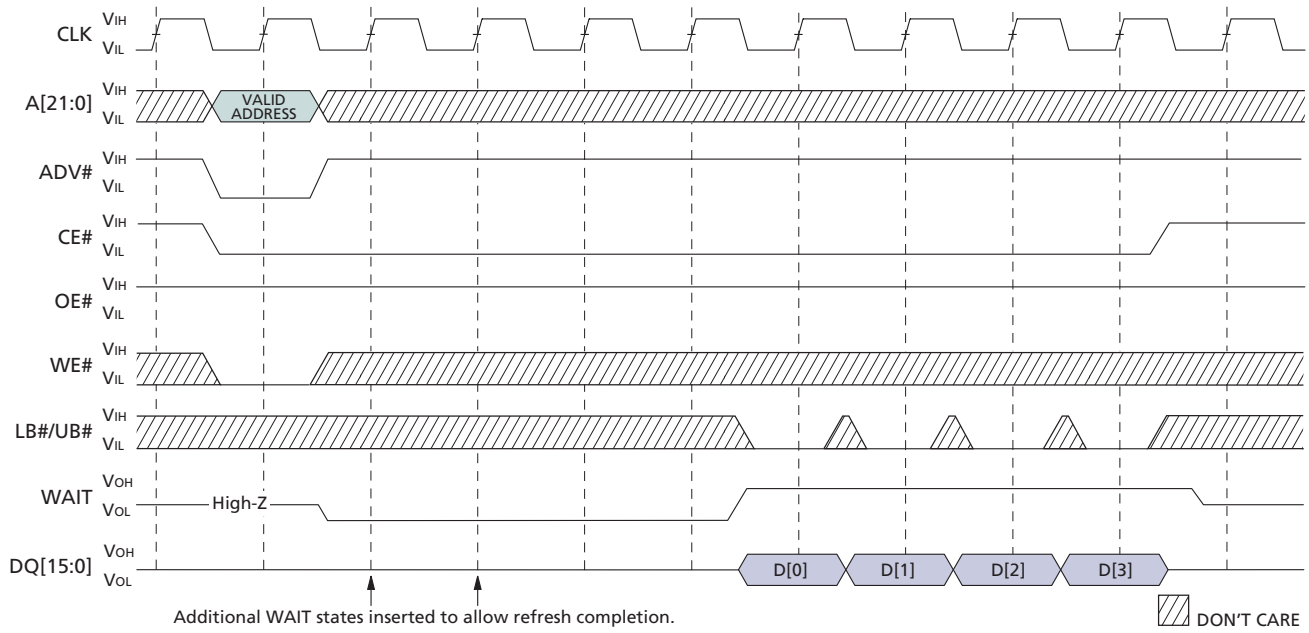 CLK VIH
VIL
A[21:0] VIH
VIL
VALID
ADDRESS
ADV# VIH
VIL
CE# VIH
VIL
OE# VIH
VIL
WE# VIH
VIL
LB#/UB# VIH
VIL
WAIT VOH
VOL
High-Z
DQ[15:0] VOH
VOL
D[0] D[1] D[2] D[3]
Additional WAIT states inserted to allow refresh completion.
DON'T CARE